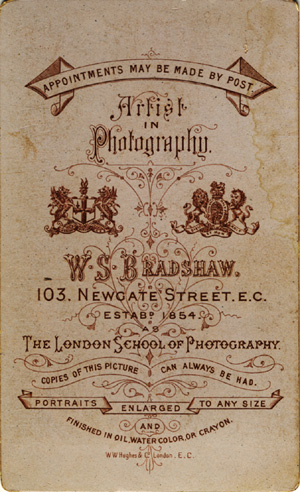 APPOINTMENTS MAY BE MADE BY POST.
Artist
IN
Photography.
W. S. BRADSHAW.
103. NEWGATE STREET. E.C.
ESTABD 1854.
AS
THE LONDON SCHOOL OF PHOTOGRAPHY.
COPIES OF THIS PICTURE CAN ALWAYS BE HAD.
PORTRAITS ENLARGED TO ANY SIZE
AND
FINISHED IN OIL, WATER COLOR, OR CRAYON.
W W Hughes & Co London, E.C.